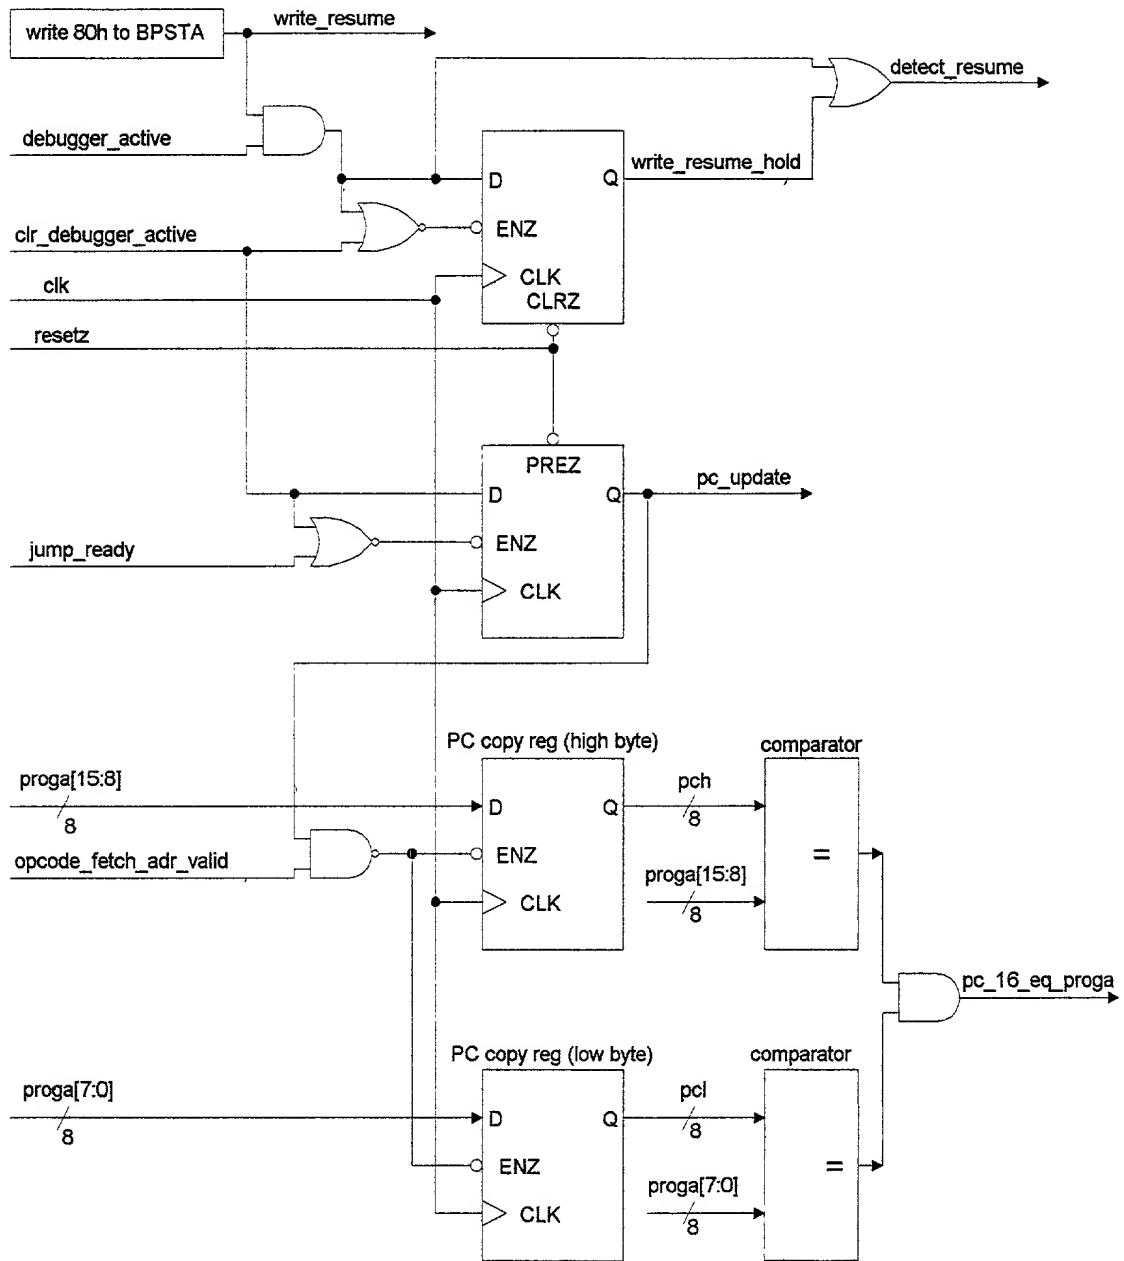 write 80h to BPSTA
write_resume
detect_resume
debugger_active
D
Q
write_resume_hold
ENZ
clr_debugger_active
CLK
clk
CLRZ
resetz
PREZ
D
Q
pc_update
ENZ
jump_ready
CLK
PC copy reg (high byte)
comparator
proga[15:8]
8
D
Q
pch
8
opcode_fetch_adr_valid
ENZ
=
proga[15:8]
8
CLK
pc_16_eq_proga
PC copy reg (low byte)
comparator
proga[7:0]
8
D
Q
pcl
8
ENZ
=
proga[7:0]
8
CLK